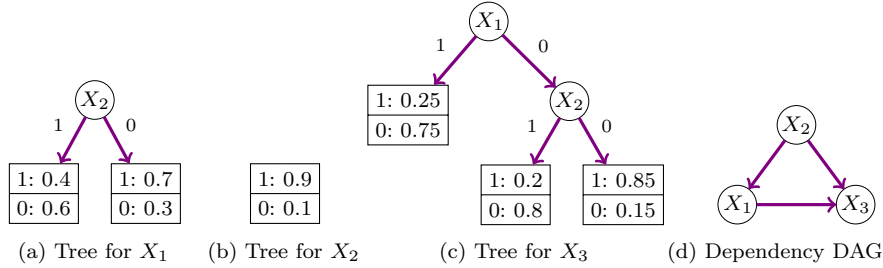 X1
1
0
1: 0.25
0: 0.75
X2
1
0
1: 0.2
0: 0.8
1: 0.85
0: 0.15
X2
1
0
1: 0.4
0: 0.6
1: 0.7
0: 0.3
1: 0.9
0: 0.1
X2
X1
X3
(a) Tree for X1
(b) Tree for X2
(c) Tree for X3
(d) Dependency DAG